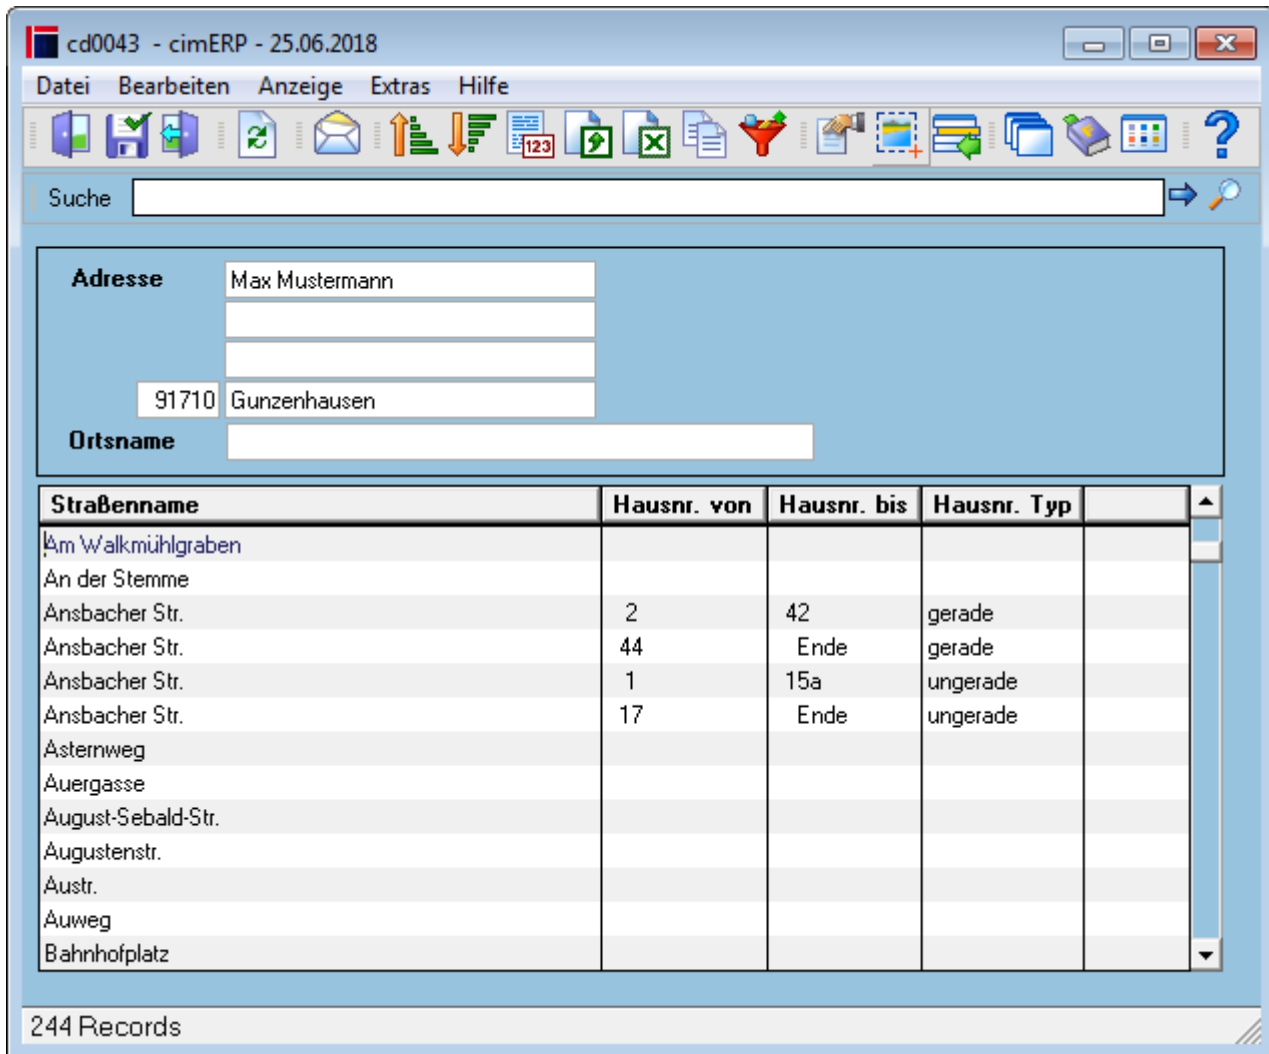 cd0043 - cimERP - 25.06.2018
Datei Bearbeiten Anzeige Extras Hilfe
123
Suche
Adresse Max Mustermann
91710 Gunzenhausen
Ortsname
Straßenname Hausnr. von Hausnr. bis Hausnr. Typ
Am Walkmühlgraben
An der Stemme
Ansbacher Str. 2 42 gerade
Ansbacher Str. 44 Ende gerade
Ansbacher Str. 1 15a ungerade
Ansbacher Str. 17 Ende ungerade
Asternweg
Auergasse
August-Sebald-Str.
Augustenstr.
Austr.
Auweg
Bahnhofplatz
244 Records